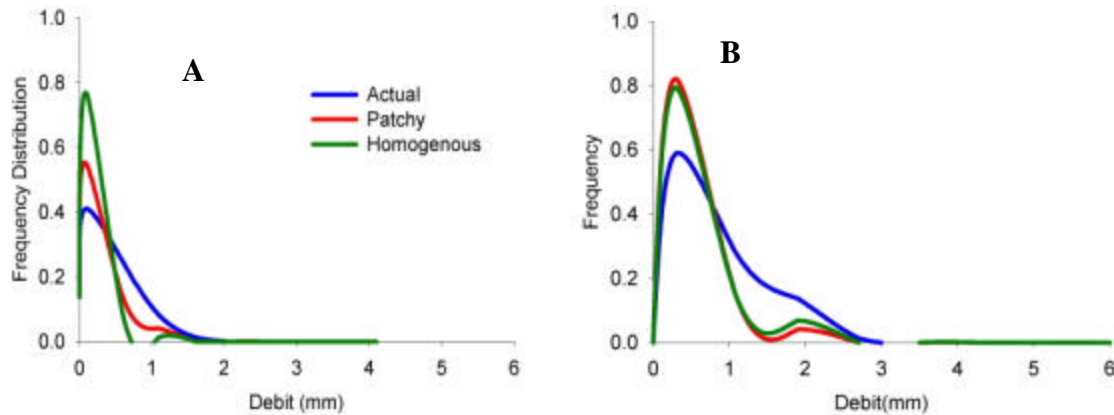 A
1.0
0.8
0.6
0.4
0.2
0.0
Frequency Distribution
0 1 2 3 4 5 6
Debit (mm)
Actual
Patchy
Homogenous
B
1.0
0.8
0.6
0.4
0.2
0.0
Frequency
0 1 2 3 4 5 6
Debit(mm)